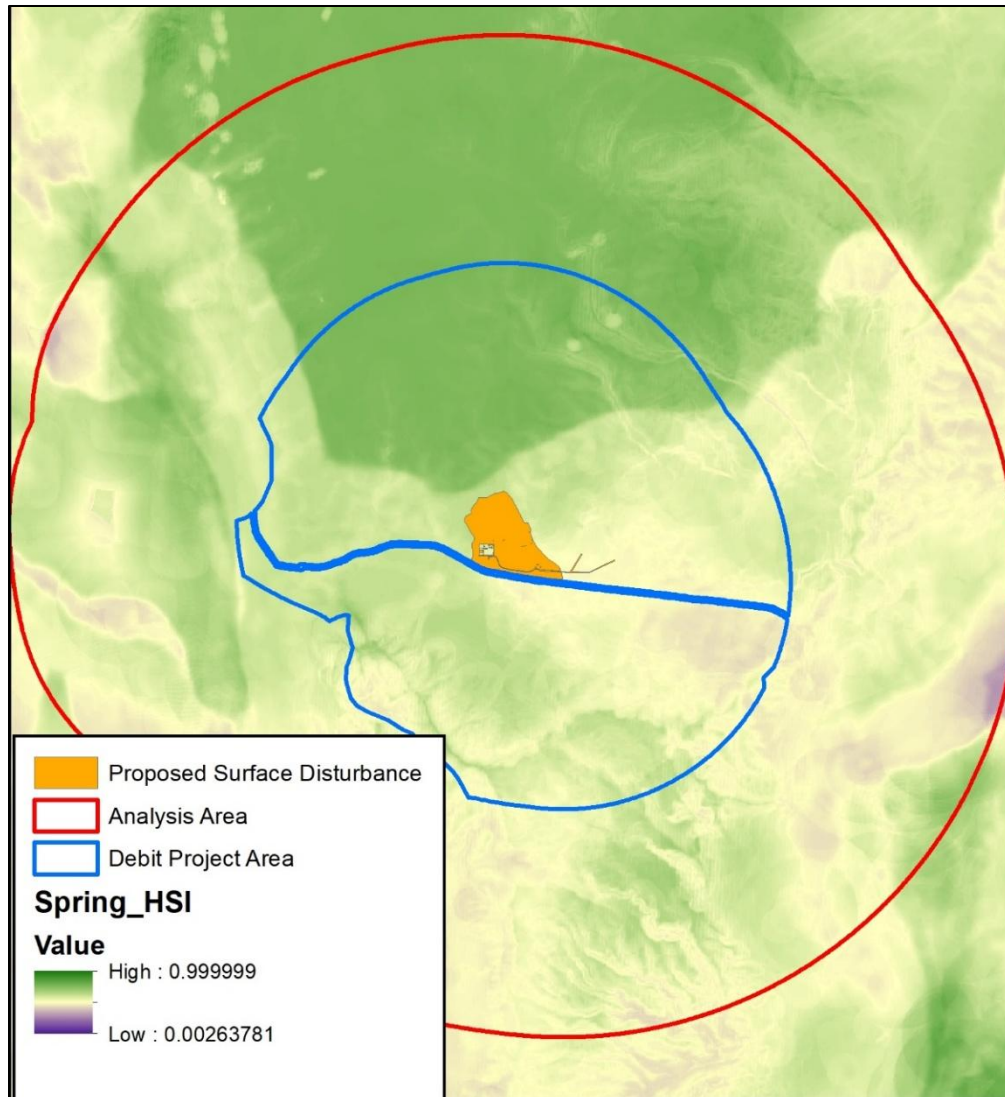 Proposed Surface Disturbance
Analysis Area
Debit Project Area
Spring_HSI
Value
High : 0.999999
Low : 0.00263781